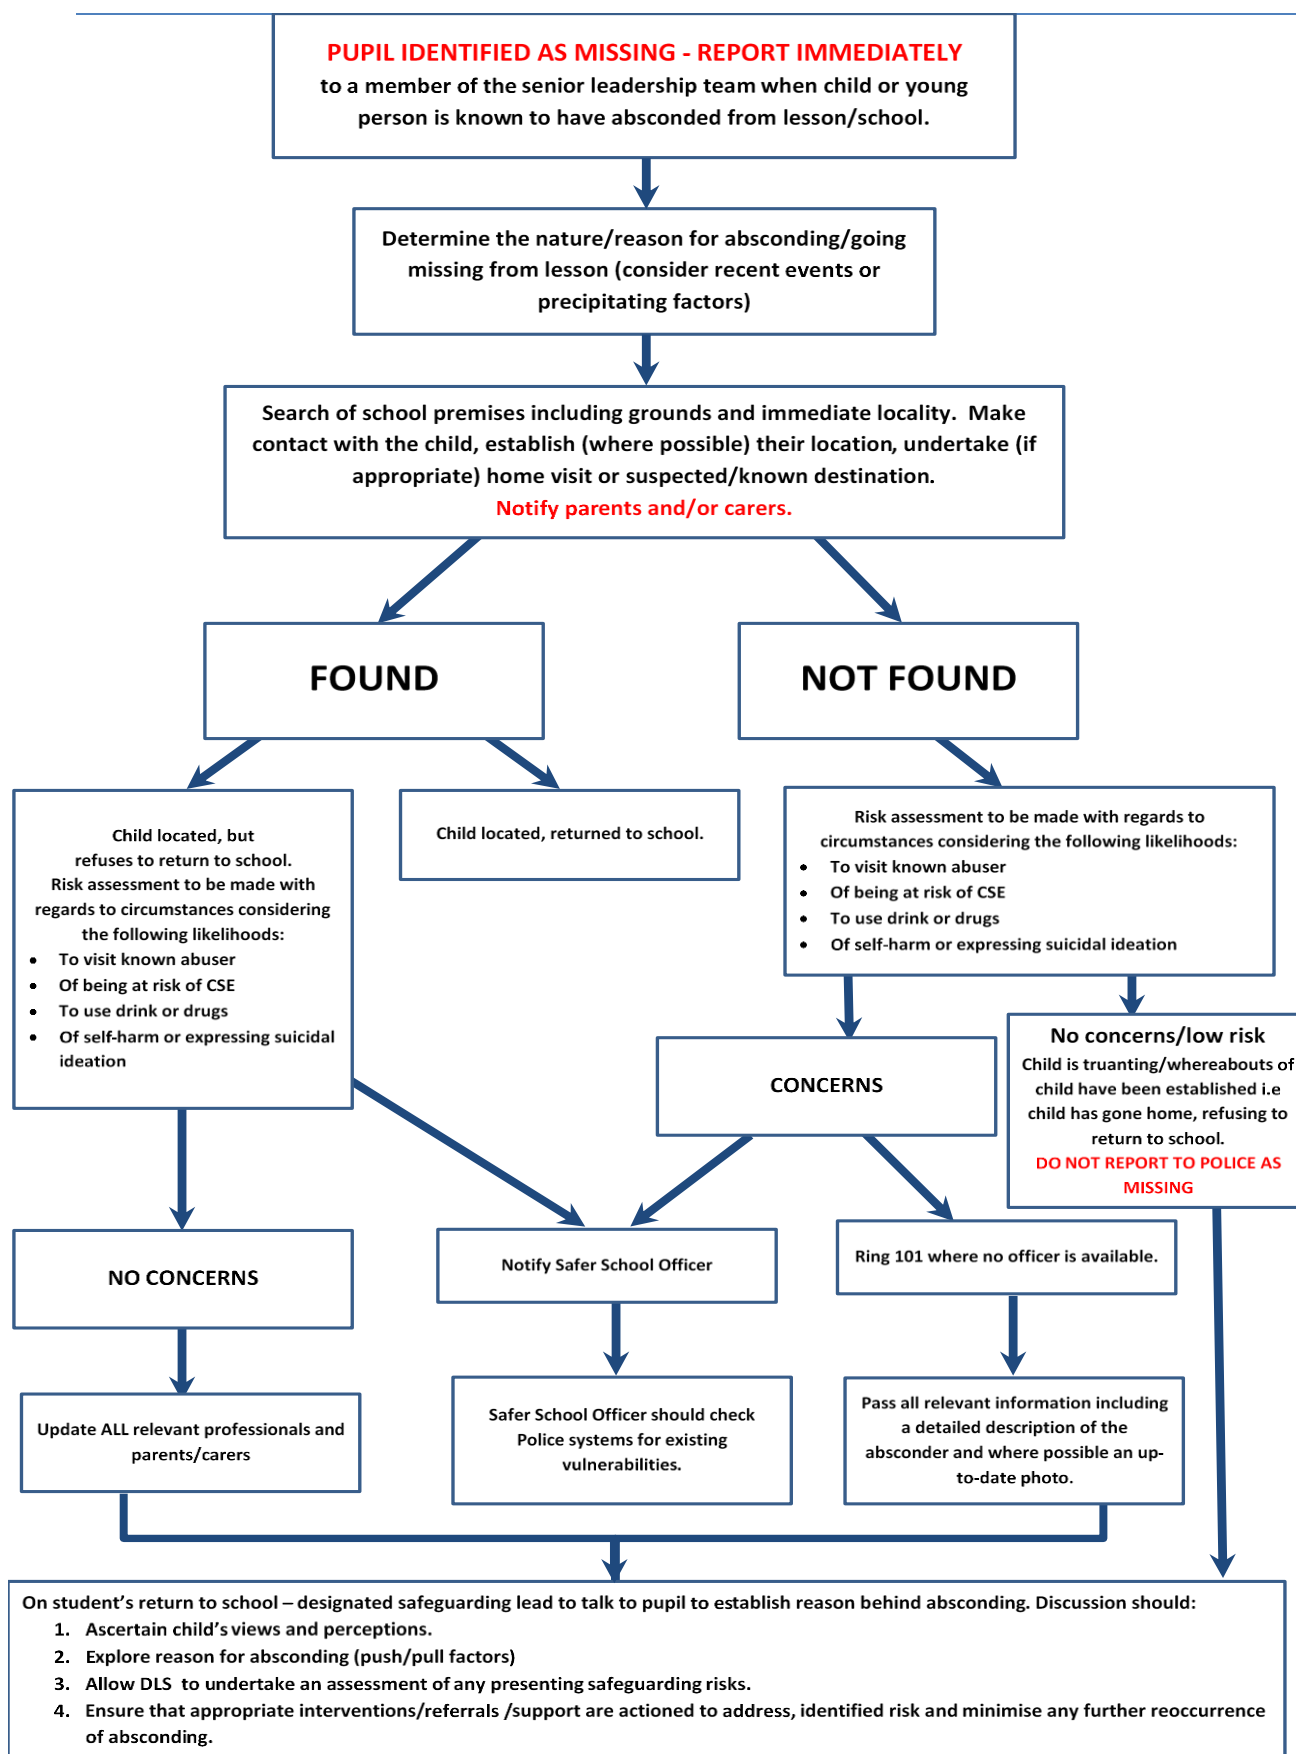 PUPIL IDENTIFIED AS MISSING - REPORT IMMEDIATELY
to a member of the senior leadership team when child or young
person is known to have absconded from lesson/school.
Determine the nature/reason for absconding/going
missing from lesson (consider recent events or
precipitating factors)
Search of school premises including grounds and immediate locality.  Make
contact with the child, establish (where possible) their location, undertake (if
appropriate) home visit or suspected/known destination.
Notify parents and/or carers.
FOUND
NOT FOUND
Child located, but
refuses to return to school.
Risk assessment to be made with
regards to circumstances considering
the following likelihoods:
• To visit known abuser
• Of being at risk of CSE
• To use drink or drugs
• Of self-harm or expressing suicidal
ideation
Child located, returned to school.
Risk assessment to be made with regards to
circumstances considering the following likelihoods:
• To visit known abuser
• Of being at risk of CSE
• To use drink or drugs
• Of self-harm or expressing suicidal ideation
CONCERNS
No concerns/low risk
Child is truanting/whereabouts of
child have been established i.e
child has gone home, refusing to
return to school.
DO NOT REPORT TO POLICE AS
MISSING
NO CONCERNS
Notify Safer School Officer
Ring 101 where no officer is available.
Update ALL relevant professionals and
parents/carers
Safer School Officer should check
Police systems for existing
vulnerabilities.
Pass all relevant information including
a detailed description of the
absconder and where possible an up-
to-date photo.
On student's return to school – designated safeguarding lead to talk to pupil to establish reason behind absconding. Discussion should:
1. Ascertain child's views and perceptions.
2. Explore reason for absconding (push/pull factors)
3. Allow DLS  to undertake an assessment of any presenting safeguarding risks.
4. Ensure that appropriate interventions/referrals /support are actioned to address, identified risk and minimise any further reoccurrence
of absconding.